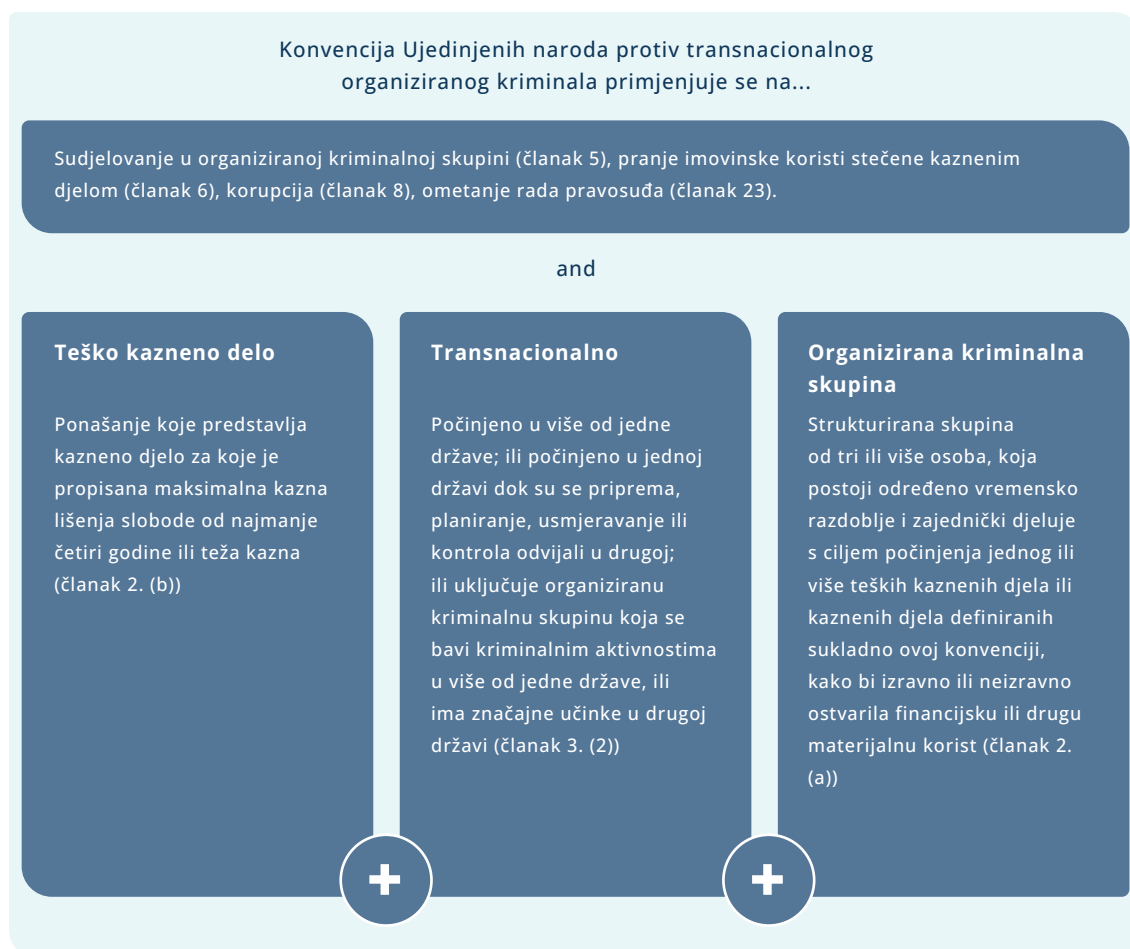 Konvencija Ujedinjenih naroda protiv transnacionalnog
organiziranog kriminala primjenjuje se na...
Sudjelovanje u organiziranoj kriminalnoj skupini (članak 5), pranje imovinske koristi stečene kaznenim
djelom (članak 6), korupcija (članak 8), ometanje rada pravosuđa (članak 23).
and
Teško kazneno delo
Ponašanje koje predstavlja
kazneno djelo za koje je
propisana maksimalna kazna
lišenja slobode od najmanje
četiri godine ili teža kazna
(članak 2. (b))
Transnacionalno
Počinjeno u više od jedne
države; ili počinjeno u jednoj
državi dok su se priprema,
planiranje, usmjeravanje ili
kontrola odvijali u drugoj;
ili uključuje organiziranu
kriminalnu skupinu koja se
bavi kriminalnim aktivnostima
u više od jedne države, ili
ima značajne učinke u drugoj
državi (članak 3. (2))
Organizirana kriminalna
skupina
Strukturirana skupina
od tri ili više osoba, koja
postoji određeno vremensko
razdoblje i zajednički djeluje
s ciljem počinjenja jednog ili
više teških kaznenih djela ili
kaznenih djela definiranih
sukladno ovoj konvenciji,
kako bi izravno ili neizravno
ostvarila financijsku ili drugu
materijalnu korist (članak 2.
(a))